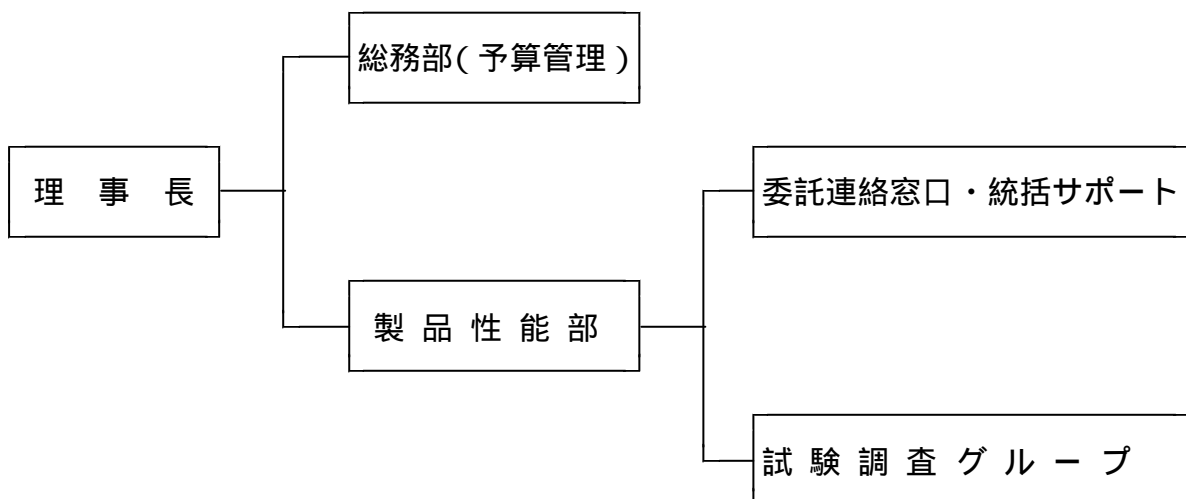 総務部(予算管理)
理事長
委託連絡窓口・統括サポート
製品性能部
試験調査グループ